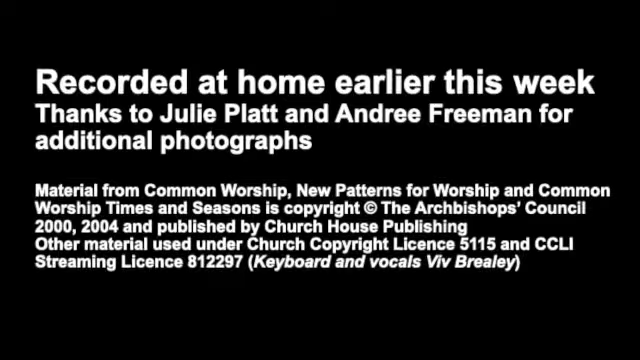 Recorded at home earlier this week
Thanks to Julie Platt and Andree Freeman for
additional photographs
Material from Common Worship, New Patterns for Worship and Common
Worship Times and Seasons is copyright © The Archbishops' Council
2000, 2004 and published by Church House Publishing
Other material used under Church Copyright Licence 5115 and CCLI
Streaming Licence 812297 (Keyboard and vocals Viv Brealey)